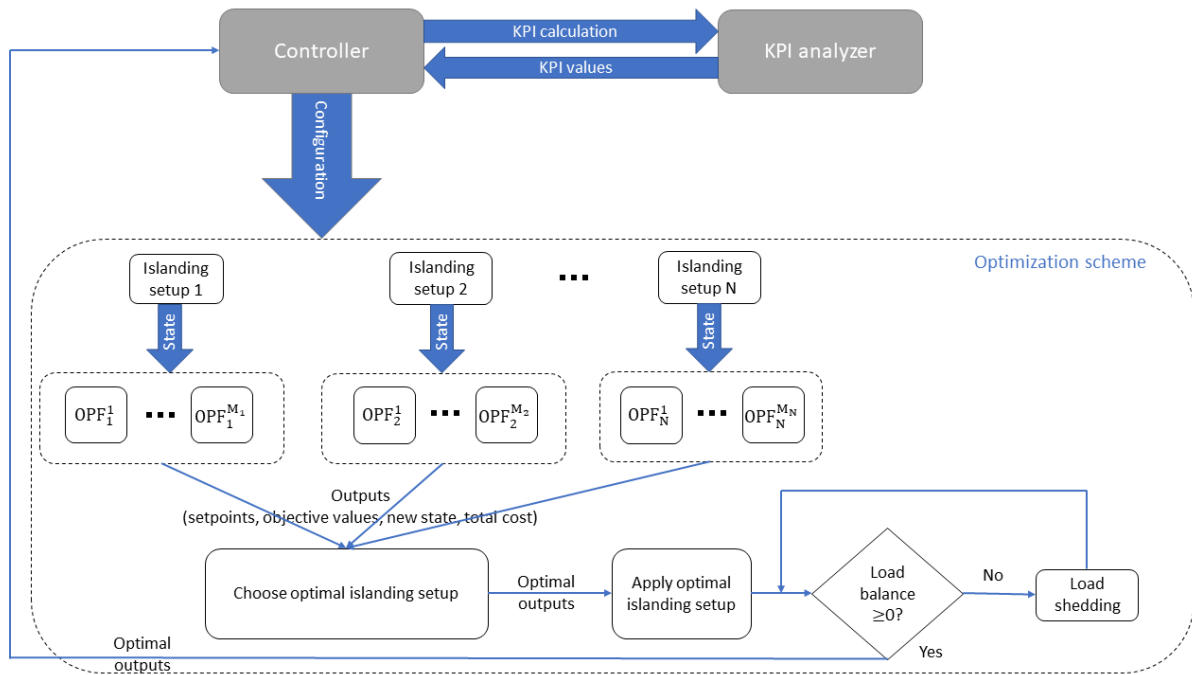 Controller
KPI calculation
KPI values
KPI analyzer
Configuration
Optimization scheme
Islanding
setup 1
Islanding
setup 2
...
Islanding
setup N
State
State
State
OPF₁¹
...
OPF₁^M₁
OPF₂¹
...
OPF₂^M₂
OPF_N¹
...
OPF_N^M_N
Outputs
(setpoints, objective values, new state, total cost)
Choose optimal islanding setup
Optimal
outputs
Apply optimal
islanding setup
Load
balance
≥0?
No
Load
shedding
Yes
Optimal
outputs